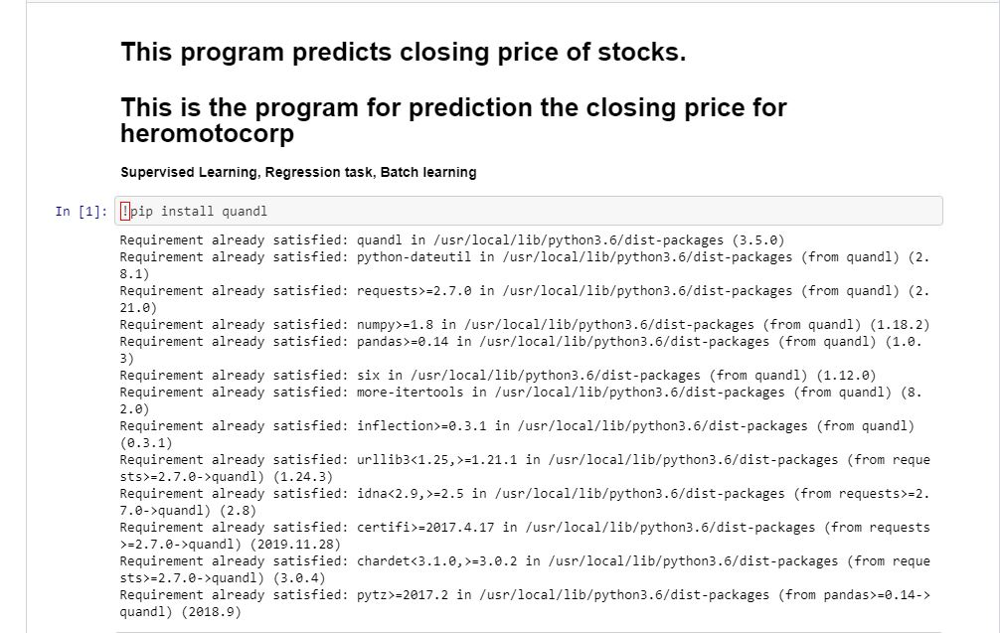 This program predicts closing price of stocks.
This is the program for prediction the closing price for
heromotocorp
Supervised Learning, Regression task, Batch learning
In [1]: !pip install quandl
Requirement already satisfied: quandl in /usr/local/lib/python3.6/dist-packages (3.5.0)
Requirement already satisfied: python-dateutil in /usr/local/lib/python3.6/dist-packages (from quandl) (2.
8.1)
Requirement already satisfied: requests>=2.7.0 in /usr/local/lib/python3.6/dist-packages (from quandl) (2.
21.0)
Requirement already satisfied: numpy>=1.8 in /usr/local/lib/python3.6/dist-packages (from quandl) (1.18.2)
Requirement already satisfied: pandas>=0.14 in /usr/local/lib/python3.6/dist-packages (from quandl) (1.0.
3)
Requirement already satisfied: six in /usr/local/lib/python3.6/dist-packages (from quandl) (1.12.0)
Requirement already satisfied: more-itertools in /usr/local/lib/python3.6/dist-packages (from quandl) (8.
2.0)
Requirement already satisfied: inflection>=0.3.1 in /usr/local/lib/python3.6/dist-packages (from quandl)
(0.3.1)
Requirement already satisfied: urllib3<1.25,>=1.21.1 in /usr/local/lib/python3.6/dist-packages (from reque
sts>=2.7.0->quandl) (1.24.3)
Requirement already satisfied: idna<2.9,>=2.5 in /usr/local/lib/python3.6/dist-packages (from requests>=2.
7.0->quandl) (2.8)
Requirement already satisfied: certifi>=2017.4.17 in /usr/local/lib/python3.6/dist-packages (from requests
>=2.7.0->quandl) (2019.11.28)
Requirement already satisfied: chardet<3.1.0,>=3.0.2 in /usr/local/lib/python3.6/dist-packages (from reque
sts>=2.7.0->quandl) (3.0.4)
Requirement already satisfied: pytz>=2017.2 in /usr/local/lib/python3.6/dist-packages (from pandas>=0.14->
quandl) (2018.9)